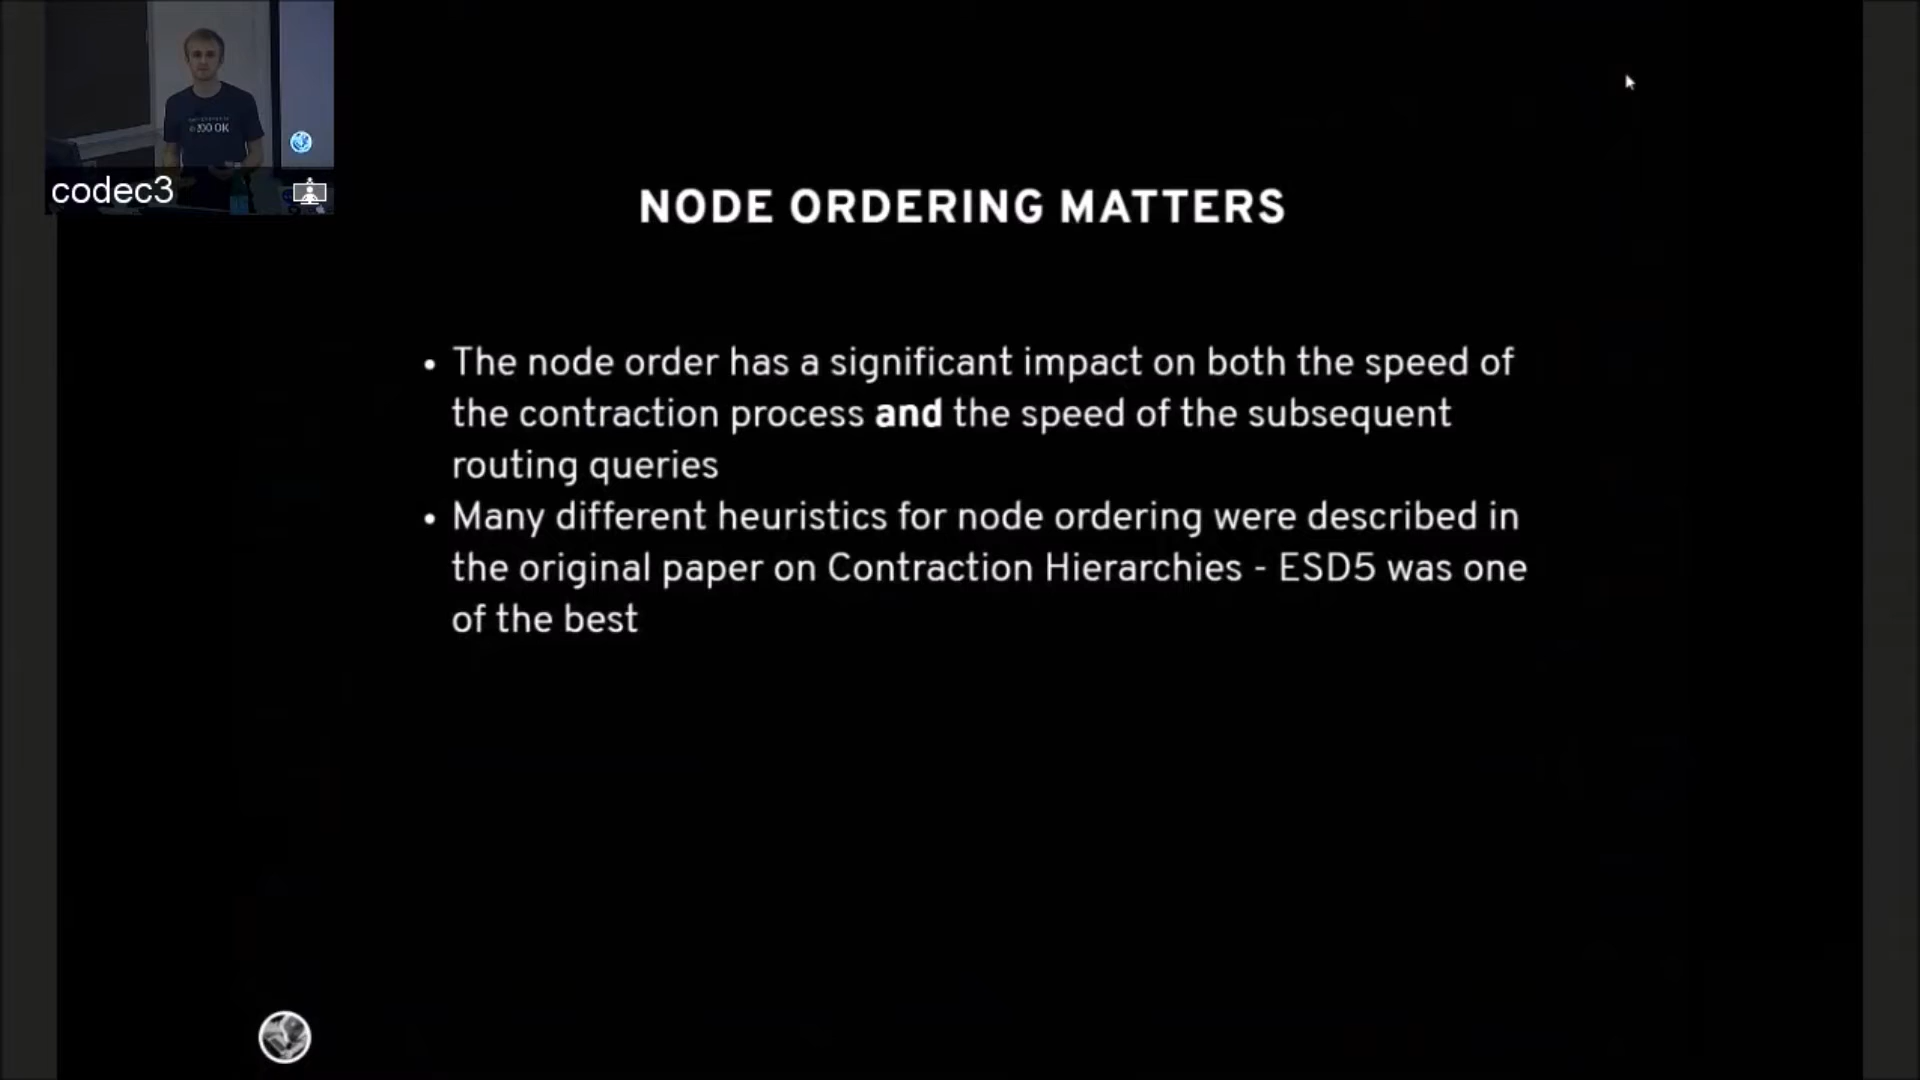 codec3
200 OK
NODE ORDERING MATTERS
• The node order has a significant impact on both the speed of
the contraction process and the speed of the subsequent
routing queries
• Many different heuristics for node ordering were described in
the original paper on Contraction Hierarchies - ESD5 was one
of the best